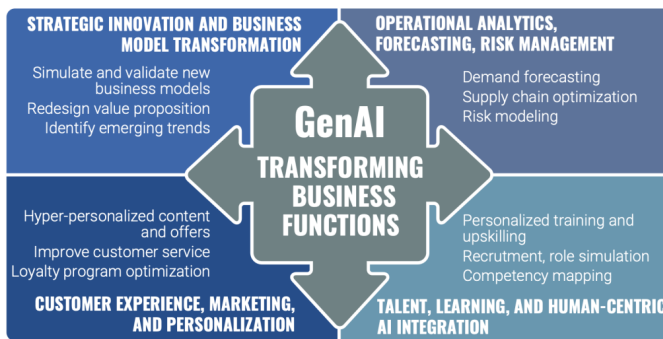 STRATEGIC INNOVATION AND BUSINESS
MODEL TRANSFORMATION
Simulate and validate new
business models
Redesign value proposition
Identify emerging trends
OPERATIONAL ANALYTICS,
FORECASTING, RISK MANAGEMENT
Demand forecasting
Supply chain optimization
Risk modeling
GenAI
TRANSFORMING
BUSINESS
FUNCTIONS
Hyper-personalized content
and offers
Improve customer service
Loyalty program optimization
CUSTOMER EXPERIENCE, MARKETING,
AND PERSONALIZATION
Personalized training and
upskilling
Recrutment, role simulation
Competency mapping
TALENT, LEARNING, AND HUMAN-CENTRIC
AI INTEGRATION